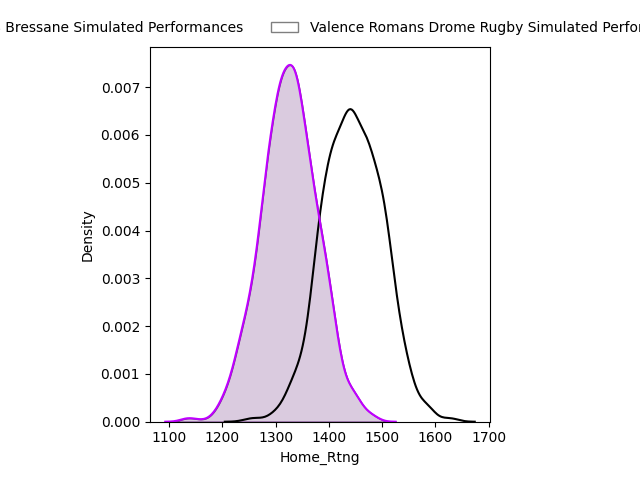 Bressane Simulated Performances
Valence Romans Drome Rugby Simulated Perfo
0.007
0.006
0.005
0.004
0.003
0.002
0.001
0.000
Density
1100 1200 1300 1400 1500 1600 1700
Home_Rtng